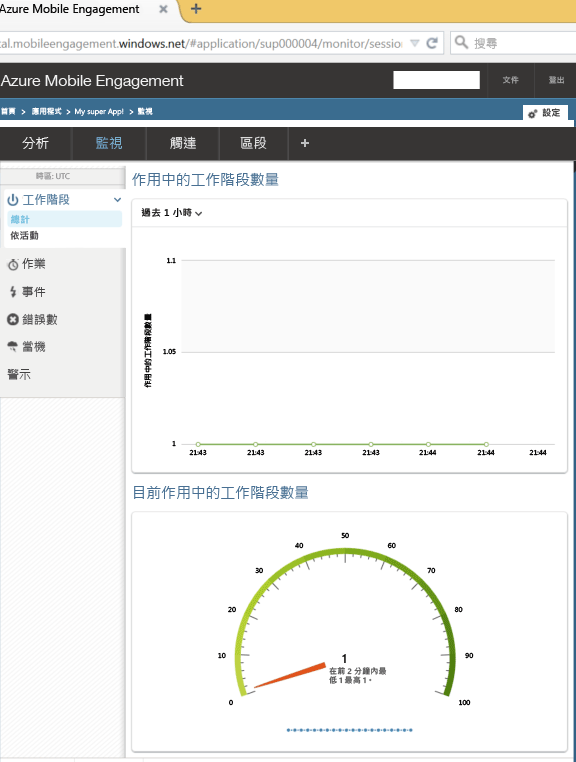 Azure Mobile Engagement
tal.mobileengagement.windows.net/#application/sup000004/monitor/session
搜尋
Azure Mobile Engagement
文件
登出
首頁 > 應用程式 > My super App! > 監視
設定
分析
監視
觸達
區段
+
時區: UTC
工作階段
總計
依活動
作業
事件
錯誤數
當機
警示
作用中的工作階段數量
過去 1 小時
作用中的工作階段數量
1.1
1.05
1
21:43
21:43
21:43
21:43
21:44
21:44
21:44
目前作用中的工作階段數量
0
10
20
30
40
50
60
70
80
90
100
1
在前 2 分鐘內最
低 1 最高 1。